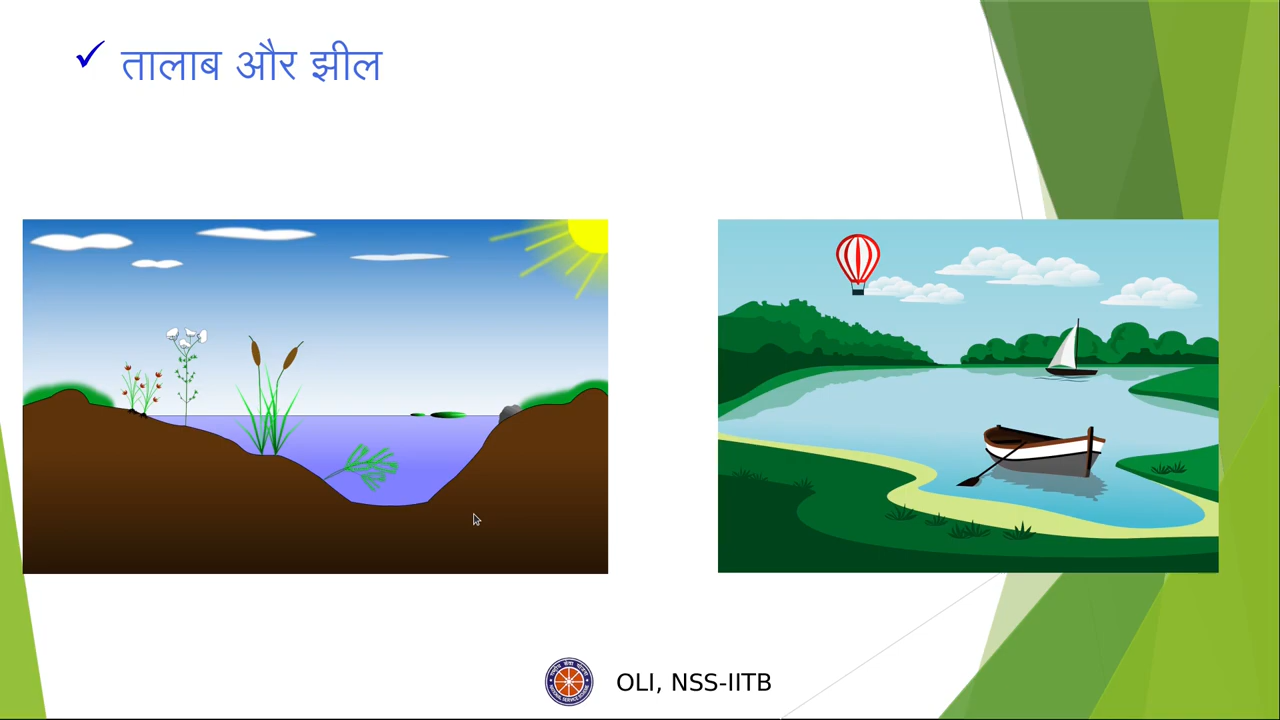 ✓ तालाब और झील
OLI, NSS-IITB